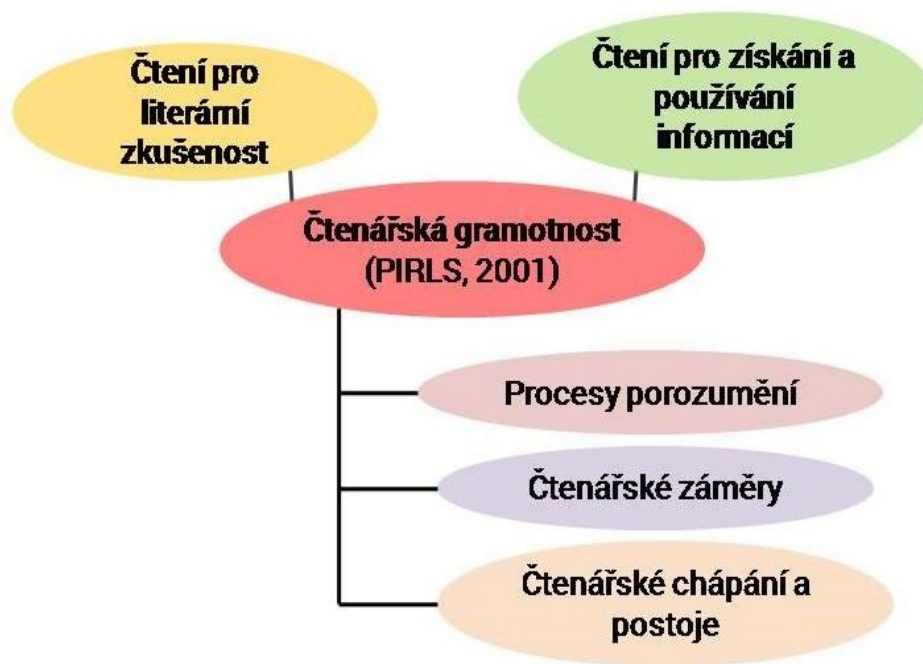 Čtení pro
literární
zkušenost
Čtení pro získání a
používání
informací
Čtenářská gramotnost
(PIRLS, 2001)
Procesy porozumění
Čtenářské záměry
Čtenářské chápání a
postoje